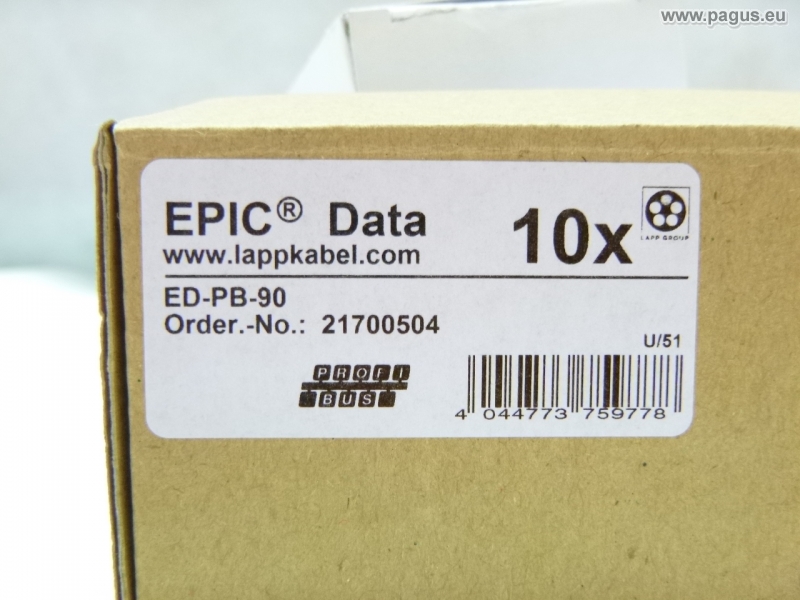 www.pagus.eu
EPIC® Data
10x
LAPP GROUP
www.lappkabel.com
ED-PB-90
Order.-No.: 21700504
U/51
PROFI
BUS
4 044773 759778